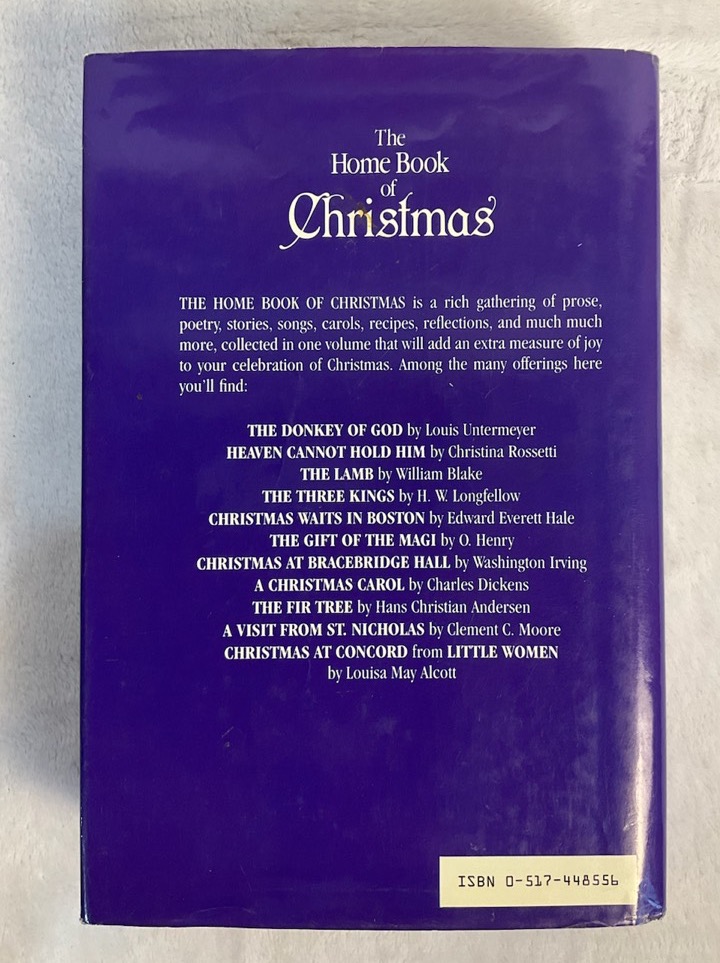 The
Home Book
of
Christmas
THE HOME BOOK OF CHRISTMAS is a rich gathering of prose,
poetry, stories, songs, carols, recipes, reflections, and much much
more, collected in one volume that will add an extra measure of joy
to your celebration of Christmas. Among the many offerings here
you'll find:
THE DONKEY OF GOD by Louis Untermeyer
HEAVEN CANNOT HOLD HIM by Christina Rossetti
THE LAMB by William Blake
THE THREE KINGS by H. W. Longfellow
CHRISTMAS WAITS IN BOSTON by Edward Everett Hale
THE GIFT OF THE MAGI by O. Henry
CHRISTMAS AT BRACEBRIDGE HALL by Washington Irving
A CHRISTMAS CAROL by Charles Dickens
THE FIR TREE by Hans Christian Andersen
A VISIT FROM ST. NICHOLAS by Clement C. Moore
CHRISTMAS AT CONCORD from LITTLE WOMEN
by Louisa May Alcott
ISBN 0-517-448556